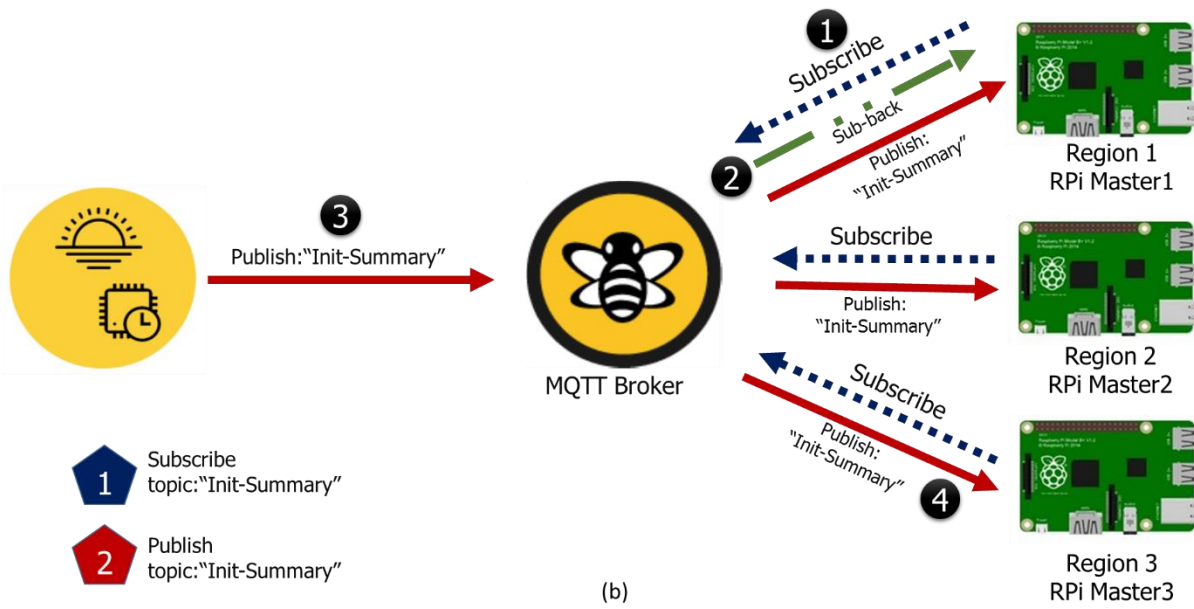 1
Subscribe
Sub-back
2
Publish:
“Init-Summary”
Region 1
RPi Master1
3
Publish:“Init-Summary”
MQTT Broker
Subscribe
Publish:
“Init-Summary”
Region 2
RPi Master2
Subscribe
Publish:
“Init-Summary”
4
Region 3
RPi Master3
1
Subscribe
topic:“Init-Summary”
2
Publish
topic:“Init-Summary”
(b)